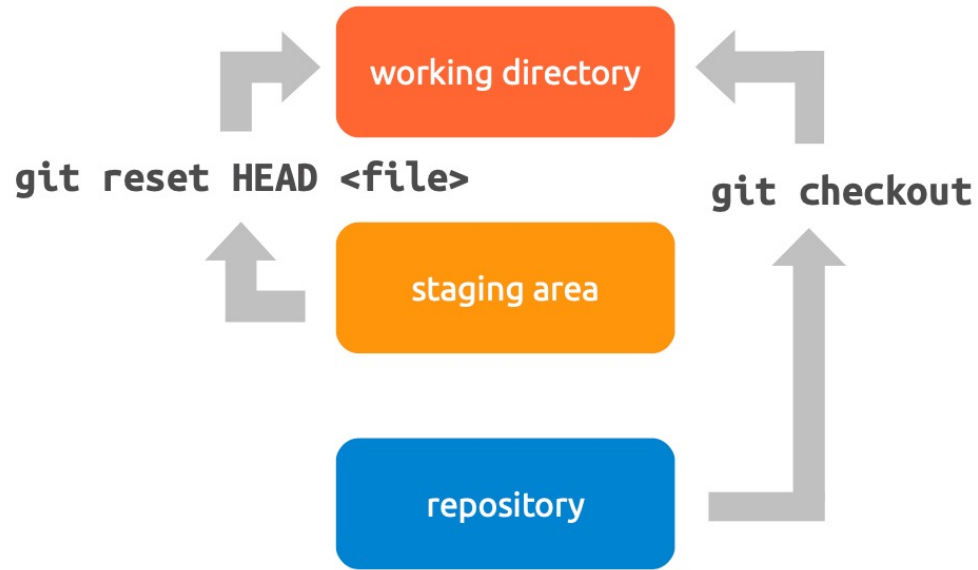 working directory
git reset HEAD <file>
git checkout
staging area
repository